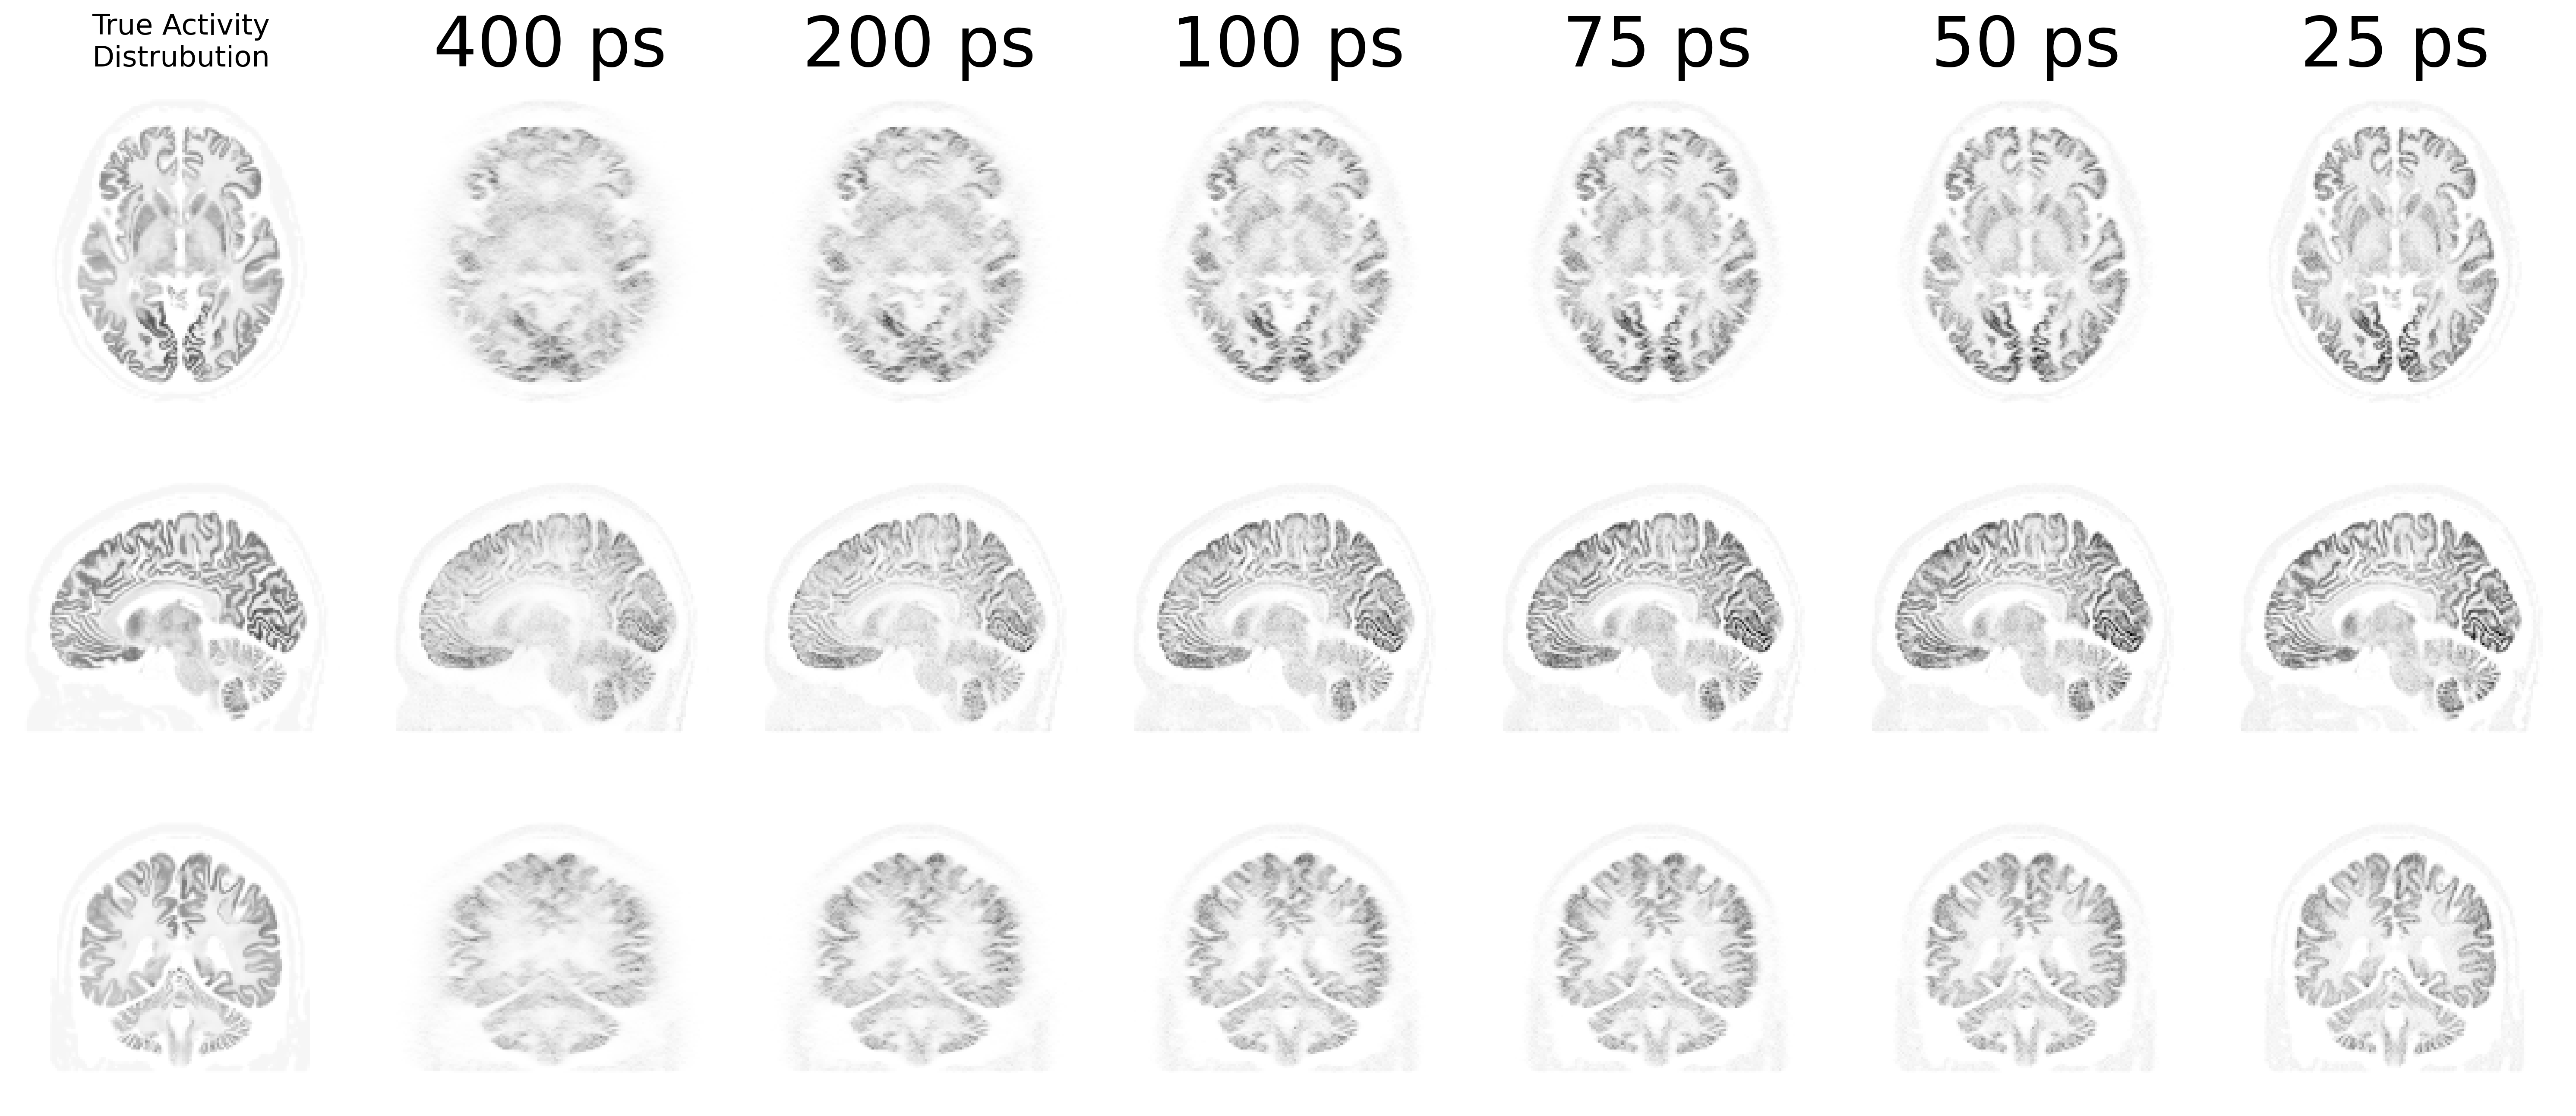 True Activity
Distrubution
400 ps
200 ps
100 ps
75 ps
50 ps
25 ps